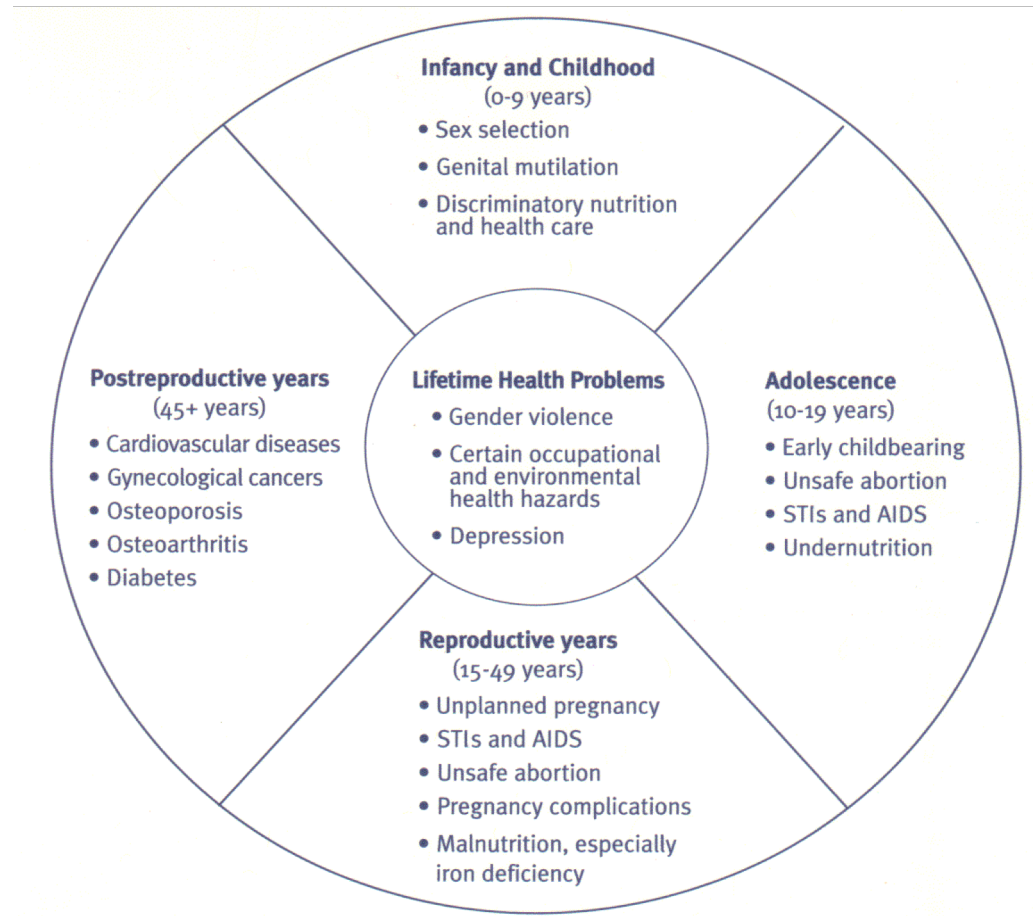 Infancy and Childhood
(0-9 years)
• Sex selection
• Genital mutilation
• Discriminatory nutrition
and health care
Postreproductive years
(45+ years)
• Cardiovascular diseases
• Gynecological cancers
• Osteoporosis
• Osteoarthritis
• Diabetes
Lifetime Health Problems
• Gender violence
• Certain occupational
and environmental
health hazards
• Depression
Adolescence
(10-19 years)
• Early childbearing
• Unsafe abortion
• STIs and AIDS
• Undernutrition
Reproductive years
(15-49 years)
• Unplanned pregnancy
• STIs and AIDS
• Unsafe abortion
• Pregnancy complications
• Malnutrition, especially
iron deficiency